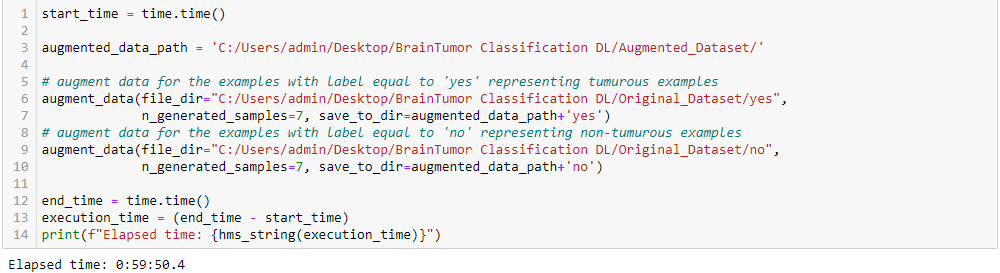 1 start_time = time.time()
2
3 augmented_data_path = 'C:/Users/admin/Desktop/BrainTumor Classification DL/Augmented_Dataset/'
4
5 # augment data for the examples with label equal to 'yes' representing tumurous examples
6 augment_data(file_dir="C:/Users/admin/Desktop/BrainTumor Classification DL/Original_Dataset/yes",
7 n_generated_samples=7, save_to_dir=augmented_data_path+'yes')
8 # augment data for the examples with label equal to 'no' representing non-tumurous examples
9 augment_data(file_dir="C:/Users/admin/Desktop/BrainTumor Classification DL/Original_Dataset/no",
10 n_generated_samples=7, save_to_dir=augmented_data_path+'no')
11
12 end_time = time.time()
13 execution_time = (end_time - start_time)
14 print(f"Elapsed time: {hms_string(execution_time)}")
Elapsed time: 0:59:50.4